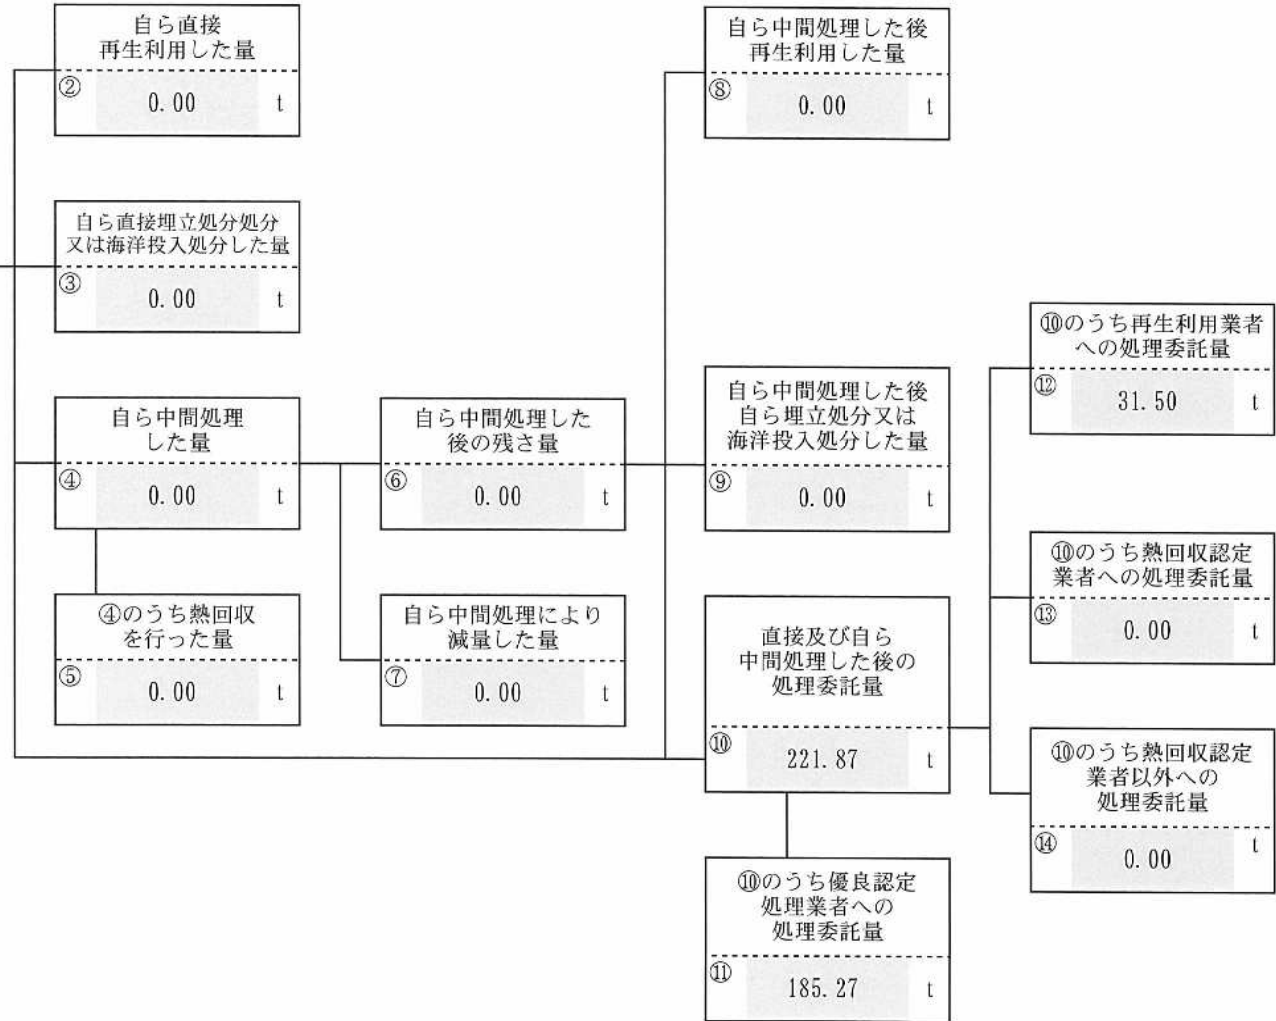 自ら直接
再生利用した量
② 0.00 t
自ら直接埋立処分処分
又は海洋投入処分した量
③ 0.00 t
自ら中間処理
した量
④ 0.00 t
④のうち熱回収
を行った量
⑤ 0.00 t
自ら中間処理した
後の残さ量
⑥ 0.00 t
自ら中間処理により
減量した量
⑦ 0.00 t
自ら中間処理した後
再生利用した量
⑧ 0.00 t
自ら中間処理した後
自ら埋立処分又は
海洋投入処分した量
⑨ 0.00 t
直接及び自ら
中間処理した後の
処理委託量
⑩ 221.87 t
⑩のうち優良認定
処理業者への
処理委託量
⑪ 185.27 t
⑩のうち再生利用業者
への処理委託量
⑫ 31.50 t
⑩のうち熱回収認定
業者への処理委託量
⑬ 0.00 t
⑩のうち熱回収認定
業者以外への
処理委託量
⑭ 0.00 t